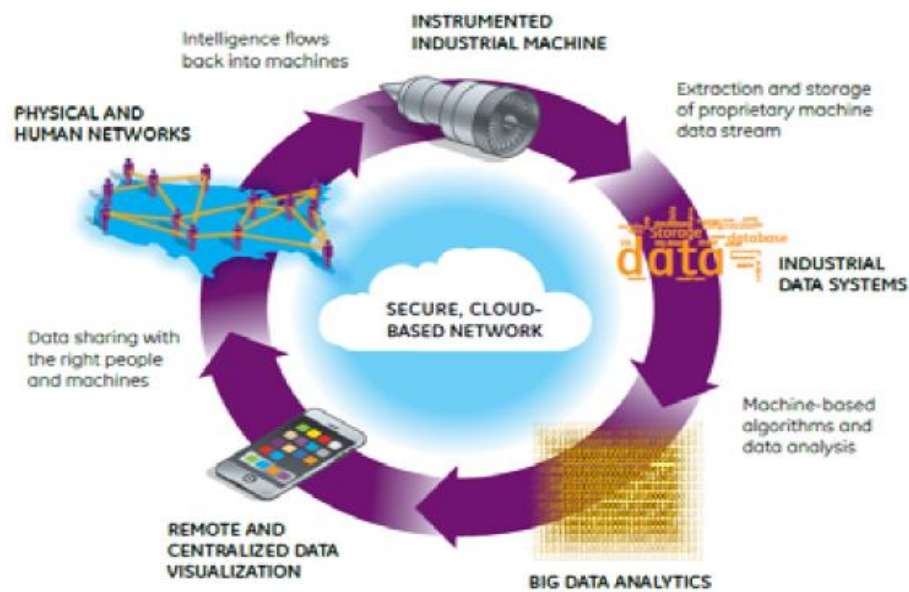 INSTRUMENTED
INDUSTRIAL MACHINE
Extraction and storage
of proprietary machine
data stream
Storage
database
data
INDUSTRIAL
DATA SYSTEMS
Machine-based
algorithms and
data analysis
BIG DATA ANALYTICS
REMOTE AND
CENTRALIZED DATA
VISUALIZATION
Data sharing with
the right people
and machines
PHYSICAL AND
HUMAN NETWORKS
Intelligence flows
back into machines
SECURE, CLOUD-
BASED NETWORK